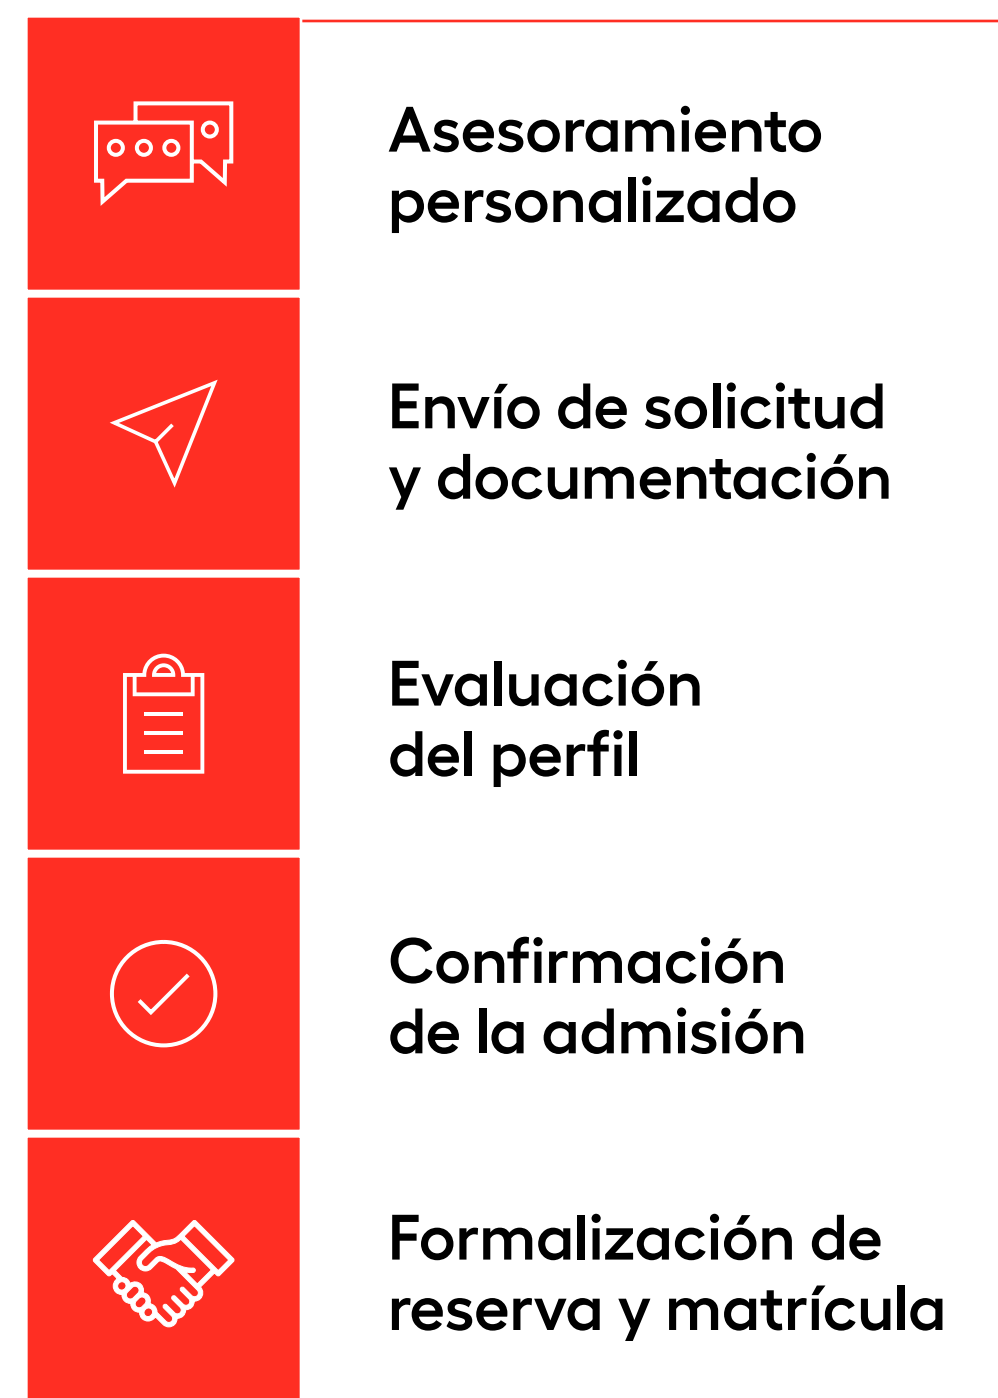 Asesoramiento
personalizado
Envío de solicitud
y documentación
Evaluación
del perfil
Confirmación
de la admisión
Formalización de
reserva y matrícula